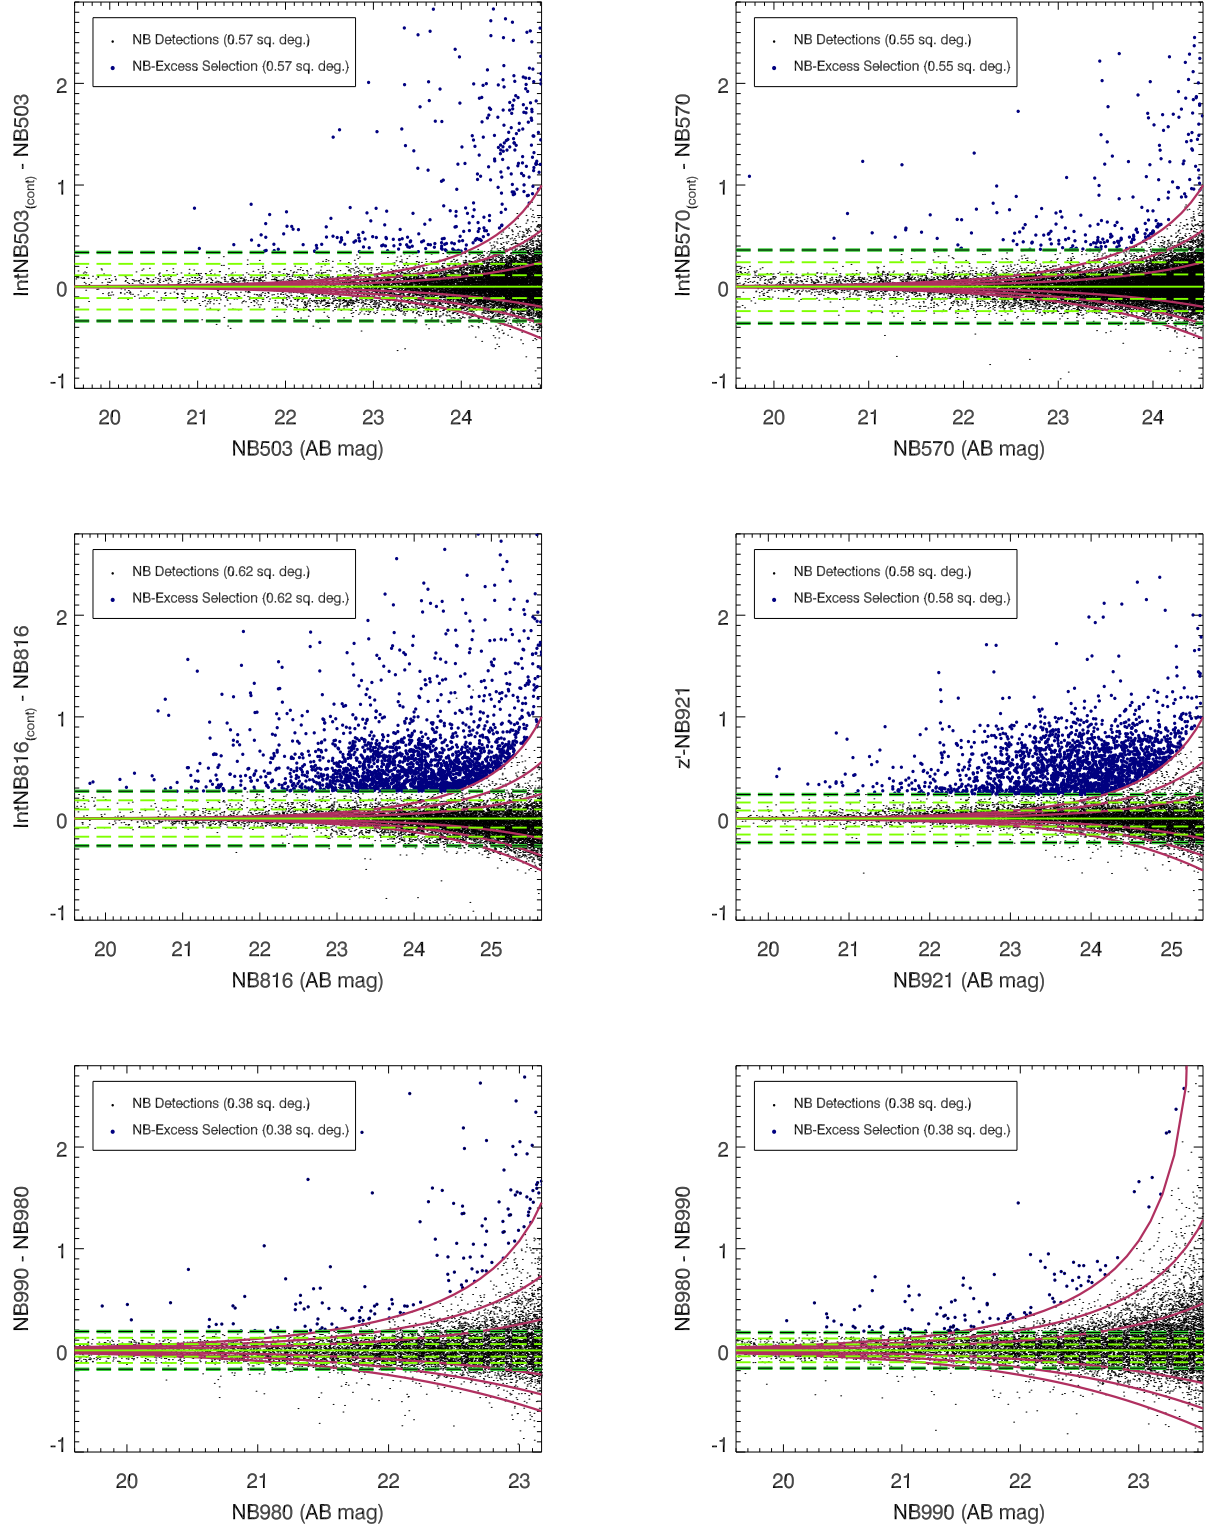 NB Detections (0.57 sq. deg.)
NB-Excess Selection (0.57 sq. deg.)
IntNB503(cont) - NB503
2
1
0
-1
20 21 22 23 24
NB503 (AB mag)
NB Detections (0.55 sq. deg.)
NB-Excess Selection (0.55 sq. deg.)
IntNB570(cont) - NB570
2
1
0
-1
20 21 22 23 24
NB570 (AB mag)
NB Detections (0.62 sq. deg.)
NB-Excess Selection (0.62 sq. deg.)
IntNB816(cont) - NB816
2
1
0
-1
20 21 22 23 24 25
NB816 (AB mag)
NB Detections (0.58 sq. deg.)
NB-Excess Selection (0.58 sq. deg.)
z'-NB921
2
1
0
-1
20 21 22 23 24 25
NB921 (AB mag)
NB Detections (0.38 sq. deg.)
NB-Excess Selection (0.38 sq. deg.)
NB990 - NB980
2
1
0
-1
20 21 22 23
NB980 (AB mag)
NB Detections (0.38 sq. deg.)
NB-Excess Selection (0.38 sq. deg.)
NB980 - NB990
2
1
0
-1
20 21 22 23
NB990 (AB mag)